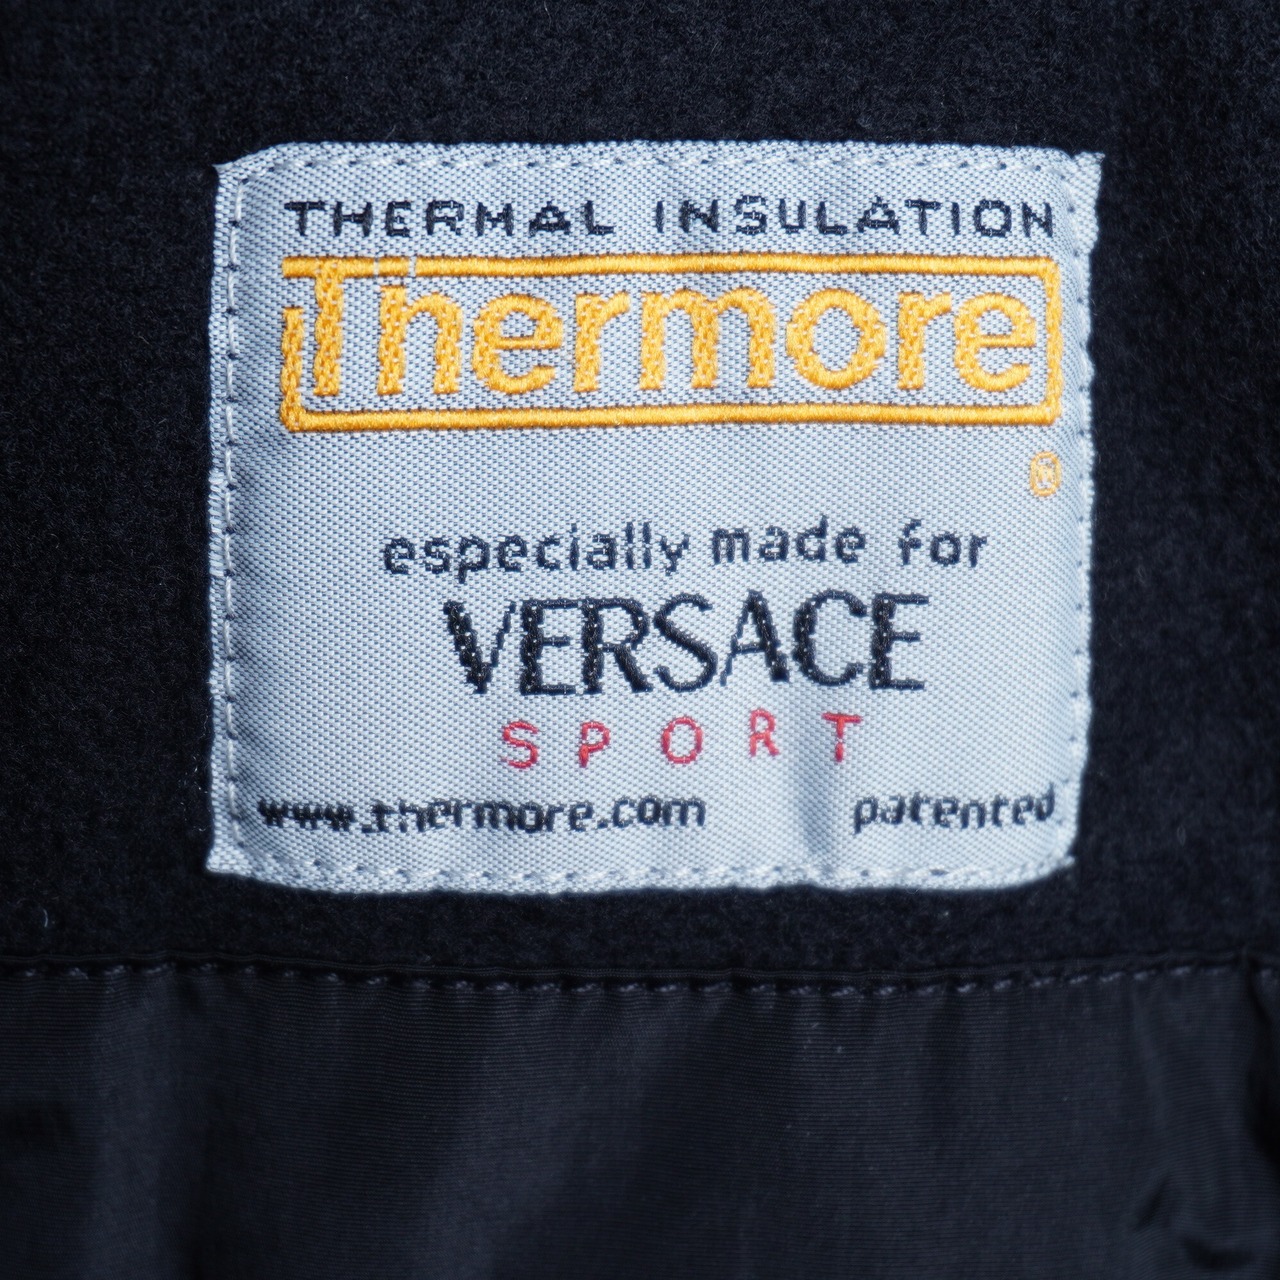 THERMAL INSULATION
Thermore
®
especially made for
VERSACE
SPORT
www.thermore.com patented